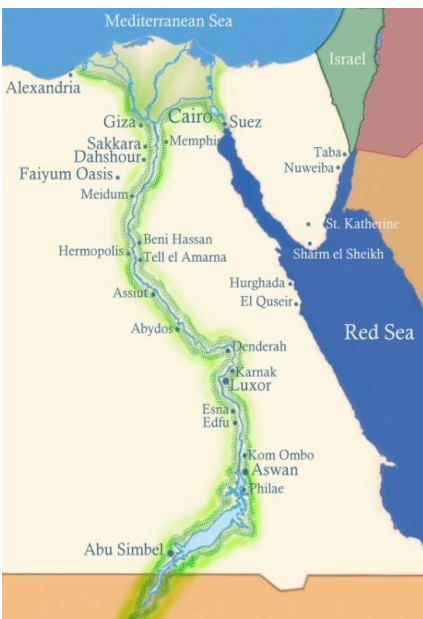 Mediterranean Sea
Israel
Alexandria
Giza
Cairo
Suez
Sakkara
Memphis
Dahshour
Taba
Nuweiba
Faiyum Oasis
Meidum
St. Katherine
Beni Hassan
Hermopolis
Tell el Amarna
Sharm el Sheikh
Hurghada
Assiut
El Quseir
Abydos
Red Sea
Denderah
Karnak
Luxor
Esna
Edfu
Kom Ombo
Aswan
Philae
Abu Simbel